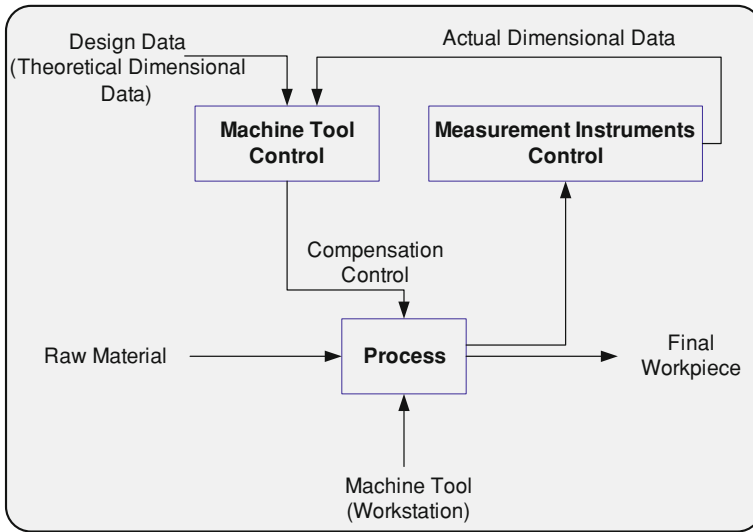 Design Data
(Theoretical Dimensional
Data)
Actual Dimensional Data
Machine Tool
Control
Measurement Instruments
Control
Compensation
Control
Raw Material
Process
Final
Workpiece
Machine Tool
(Workstation)